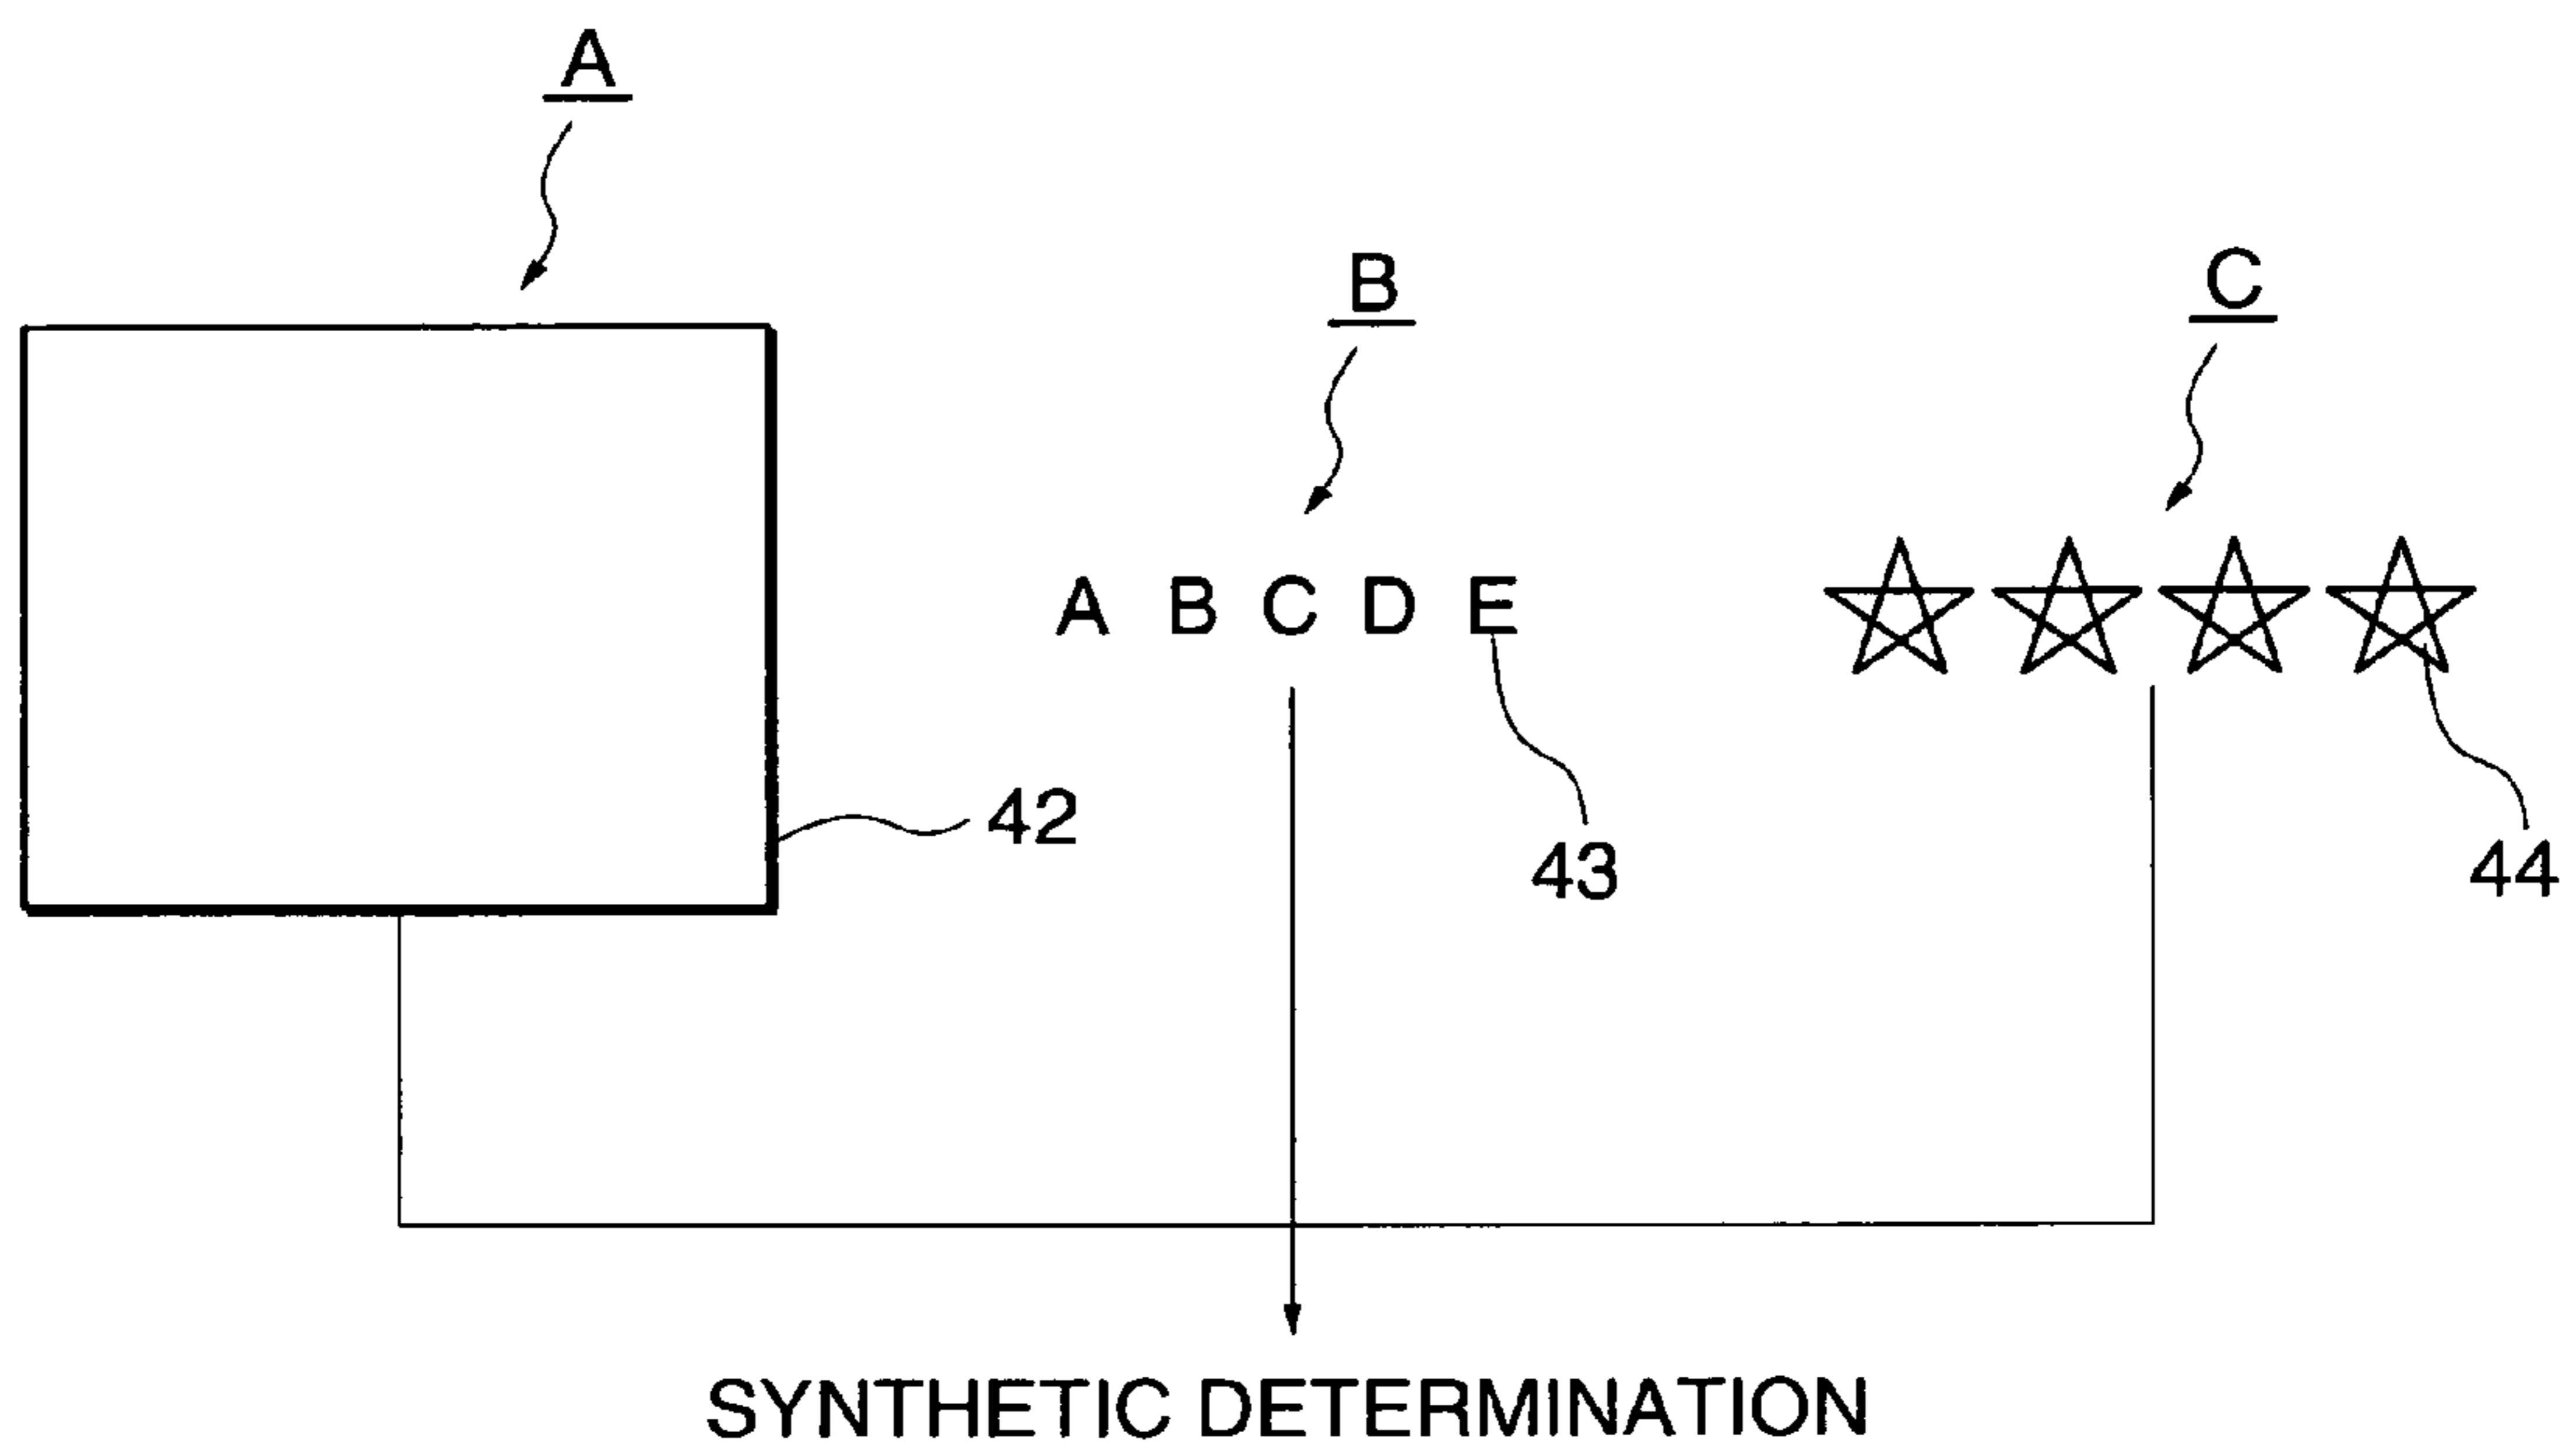 A
B
C
A B C D E
42
43
44
SYNTHETIC DETERMINATION